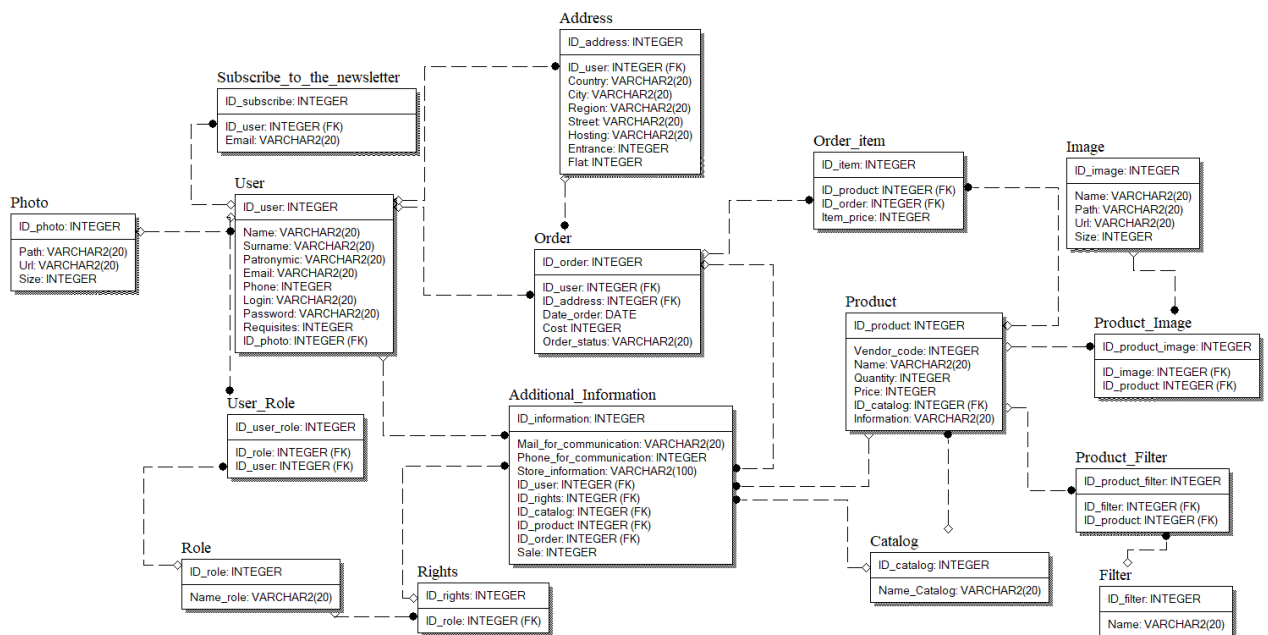 Address
ID_address: INTEGER
ID_user: INTEGER (FK)
Country: VARCHAR2(20)
City: VARCHAR2(20)
Region: VARCHAR2(20)
Street: VARCHAR2(20)
Hosting: VARCHAR2(20)
Entrance: INTEGER
Flat: INTEGER
Subscribe_to_the_newsletter
ID_subscribe: INTEGER
ID_user: INTEGER (FK)
Email: VARCHAR2(20)
Order_item
ID_item: INTEGER
ID_product: INTEGER (FK)
ID_order: INTEGER (FK)
Item_price: INTEGER
Image
ID_image: INTEGER
Name: VARCHAR2(20)
Path: VARCHAR2(20)
Url: VARCHAR2(20)
Size: INTEGER
User
ID_user: INTEGER
Name: VARCHAR2(20)
Surname: VARCHAR2(20)
Patronymic: VARCHAR2(20)
Email: VARCHAR2(20)
Phone: INTEGER
Login: VARCHAR2(20)
Password: VARCHAR2(20)
Requisites: INTEGER
ID_photo: INTEGER (FK)
Photo
ID_photo: INTEGER
Path: VARCHAR2(20)
Url: VARCHAR2(20)
Size: INTEGER
Order
ID_order: INTEGER
ID_user: INTEGER (FK)
ID_address: INTEGER (FK)
Date_order: DATE
Cost: INTEGER
Order_status: VARCHAR2(20)
Product
ID_product: INTEGER
Vendor_code: INTEGER
Name: VARCHAR2(20)
Quantity: INTEGER
Price: INTEGER
ID_catalog: INTEGER (FK)
Information: VARCHAR2(20)
Product_Image
ID_product_image: INTEGER
ID_image: INTEGER (FK)
ID_product: INTEGER (FK)
User_Role
ID_user_role: INTEGER
ID_role: INTEGER (FK)
ID_user: INTEGER (FK)
Additional_Information
ID_information: INTEGER
Mail_for_communication: VARCHAR2(20)
Phone_for_communication: INTEGER
Store_information: VARCHAR2(100)
ID_user: INTEGER (FK)
ID_rights: INTEGER (FK)
ID_catalog: INTEGER (FK)
ID_product: INTEGER (FK)
ID_order: INTEGER (FK)
Sale: INTEGER
Product_Filter
ID_product_filter: INTEGER
ID_filter: INTEGER (FK)
ID_product: INTEGER (FK)
Role
ID_role: INTEGER
Name_role: VARCHAR2(20)
Rights
ID_rights: INTEGER
ID_role: INTEGER (FK)
Catalog
ID_catalog: INTEGER
Name_Catalog: VARCHAR2(20)
Filter
ID_filter: INTEGER
Name: VARCHAR2(20)